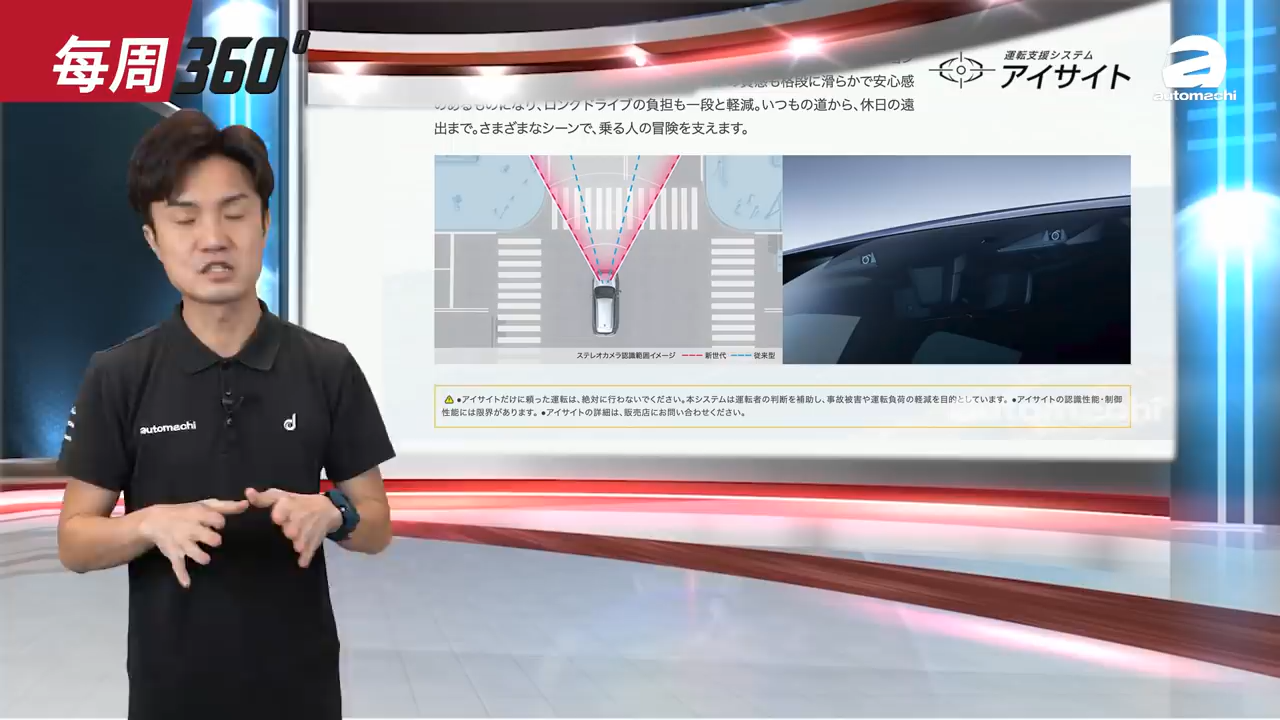 每周360°
運転支援システム
アイサイト
automachi
も格段に滑らかで安心感
り、ロングドライブの負担も一段と軽減。いつもの道から、休日の遠
出まで。さまざまなシーンで、乗る人の冒険を支えます。
ステレオカメラ認識範囲イメージ 新世代 従来型
●アイサイトだけに頼った運転は、絶対に行わないでください。本システムは運転者の判断を補助し、事故被害や運転負荷の軽減を目的としています。 ●アイサイトの認識性能・制御
性能には限界があります。 ●アイサイトの詳細は、販売店にお問い合わせください。
automachi
d